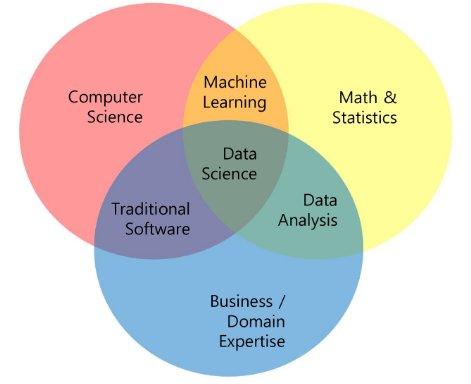 Machine
Learning
Computer
Science
Math &
Statistics
Data
Science
Traditional
Software
Data
Analysis
Business /
Domain
Expertise